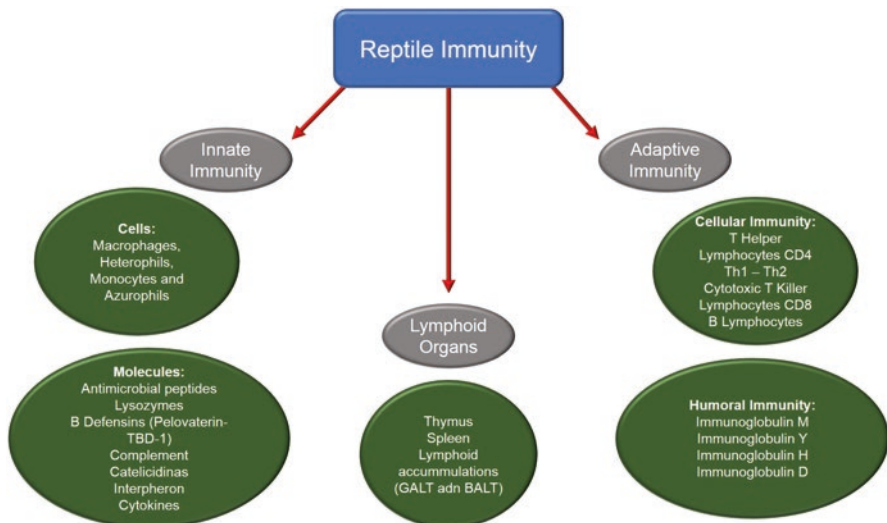 Reptile Immunity
Innate
Immunity
Cells:
Macrophages,
Heterophils,
Monocytes and
Azurophils
Molecules:
Antimicrobial peptides
Lysozymes
B Defensins (Pelovaterin-
TBD-1)
Complement
Catelicidinas
Interpheron
Cytokines
Lymphoid
Organs
Thymus
Spleen
Lymphoid
accummulations
(GALT adn BALT)
Adaptive
Immunity
Cellular Immunity:
T Helper
Lymphocytes CD4
Th1 – Th2
Cytotoxic T Killer
Lymphocytes CD8
B Lymphocytes
Humoral Immunity:
Immunoglobulin M
Immunoglobulin Y
Immunoglobulin H
Immunoglobulin D